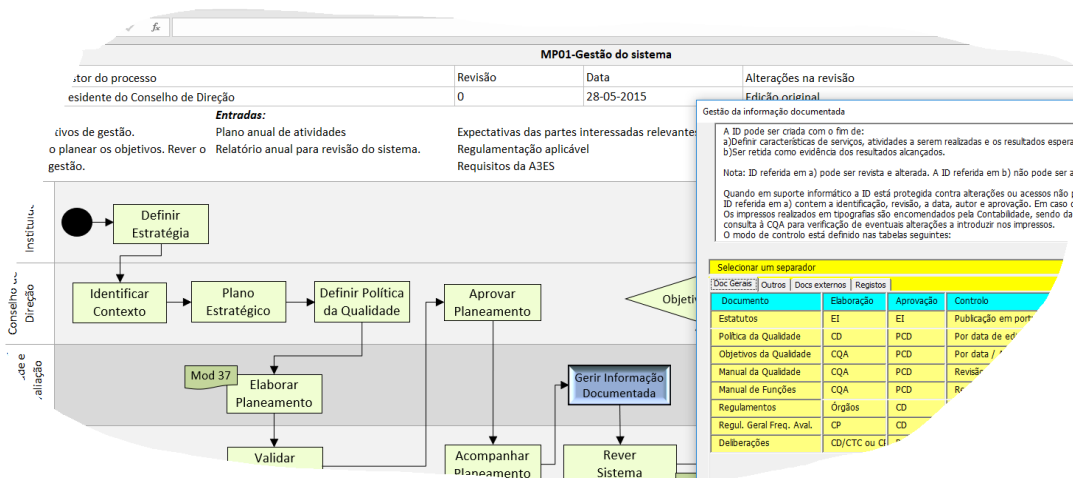 fx
MP01-Gestão do sistema
do processo
Revisão
Data
Alterações na revisão
do Conselho de Direção
0
28-05-2015
Edição original
Entradas:
de gestão.
Plano anual de atividades
Expectativas das partes interessadas relevantes
o planear os objetivos. Rever o
Relatório anual para revisão do sistema.
Regulamentação aplicável
gestão.
Requisitos da A3ES
Definir
Estratégia
Conselho
Direção
Identificar
Contexto
Plano
Estratégico
Definir Política
da Qualidade
Aprovar
Planeamento
Mod 37
Elaborar
Planeamento
Gerir Informação
Documentada
Validar
Acompanhar
Planeamento
Rever
Sistema
Gestão da informação documentada
A ID pode ser criada com o fim de:
a)Definir características de serviços, atividades a serem realizadas e os resultados
b)Ser retida como evidência dos resultados alcançados.
Nota: ID referida em a) pode ser revista e alterada. A ID referida em b) não pode ser
Quando em suporte informático a ID está protegida contra alterações ou acessos não
ID referida em a) contem a identificação, revisão, a data, autor e aprovação. Em caso
Os impressos realizados em tipografias são encomendados pela Contabilidade, sendo
consulta à CQA para verificação de eventuais alterações a introduzir nos impressos.
O modo de controlo está definido nas tabelas seguintes:
Selecionar um separador
Doc Gerais Outros Docs externos Registos
Documento Elaboração Aprovação Controlo
Estatutos EI EI Publicação em
Política da Qualidade CD PCD Por data de
Objetivos da Qualidade CQA PCD Por data /
Manual da Qualidade CQA PCD
Manual de Funções CQA PCD
Regulamentos Órgãos CD
Regul. Geral Freq. Aval. CP CD
Deliberações CD/CTC ou